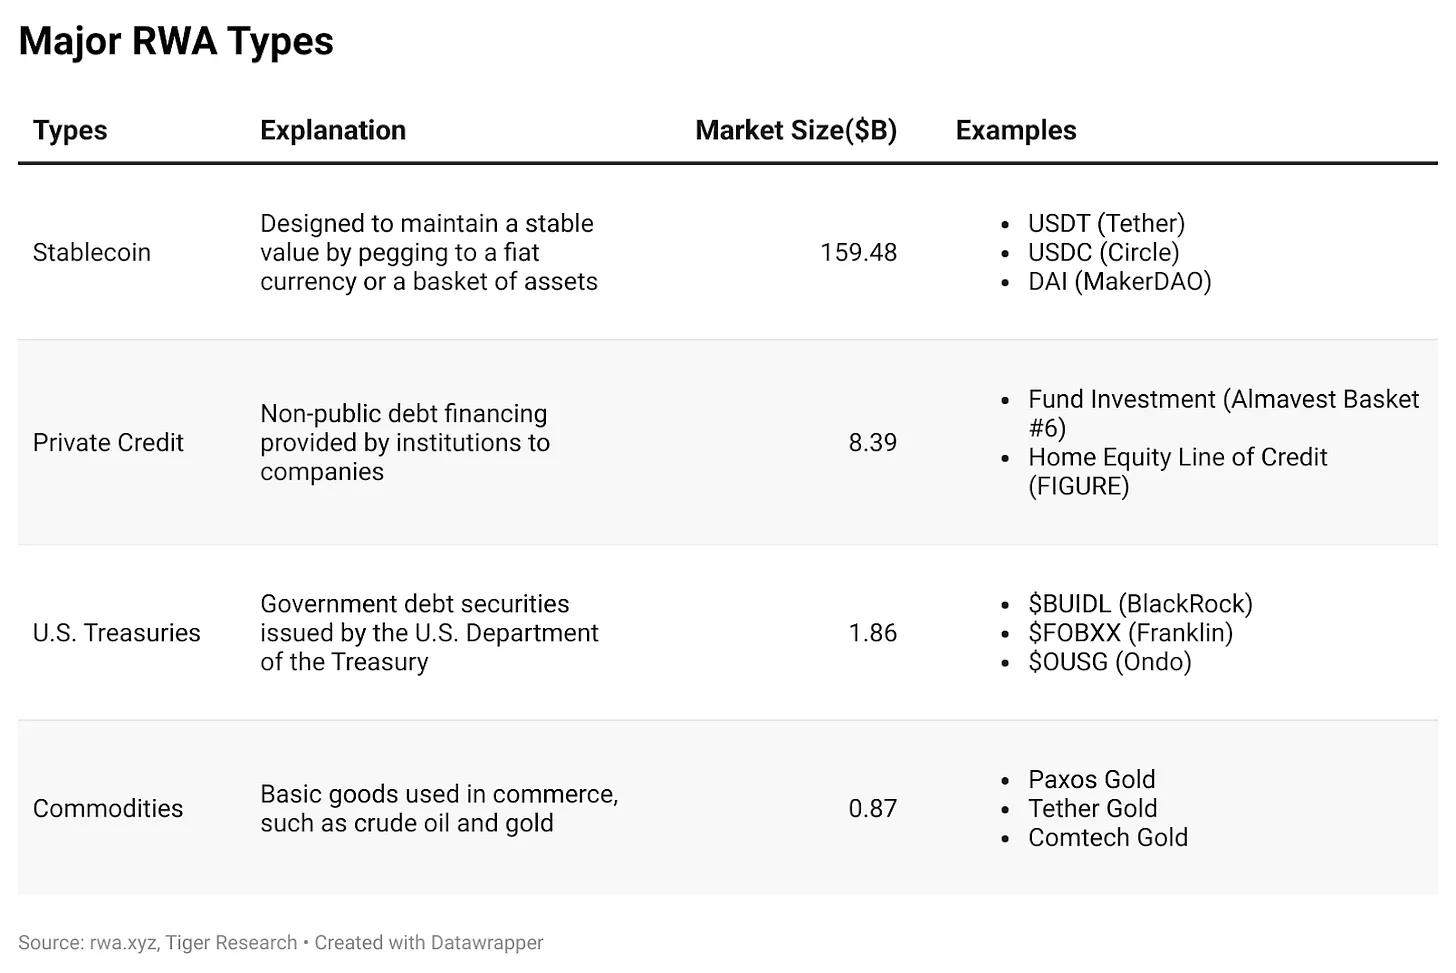 Major RWA Types
Types Explanation Market Size($B) Examples
Stablecoin
Designed to maintain a stable
value by pegging to a fiat
currency or a basket of assets
159.48
• USDT (Tether)
• USDC (Circle)
• DAI (MakerDAO)
Private Credit
Non-public debt financing
provided by institutions to
companies
8.39
• Fund Investment (Almavest Basket
#6)
• Home Equity Line of Credit
(FIGURE)
U.S. Treasuries
Government debt securities
issued by the U.S. Department
of the Treasury
1.86
• $BUIDL (BlackRock)
• $FOBXX (Franklin)
• $OUSG (Ondo)
Commodities
Basic goods used in commerce,
such as crude oil and gold
0.87
• Paxos Gold
• Tether Gold
• Comtech Gold
Source: rwa.xyz, Tiger Research • Created with Datawrapper